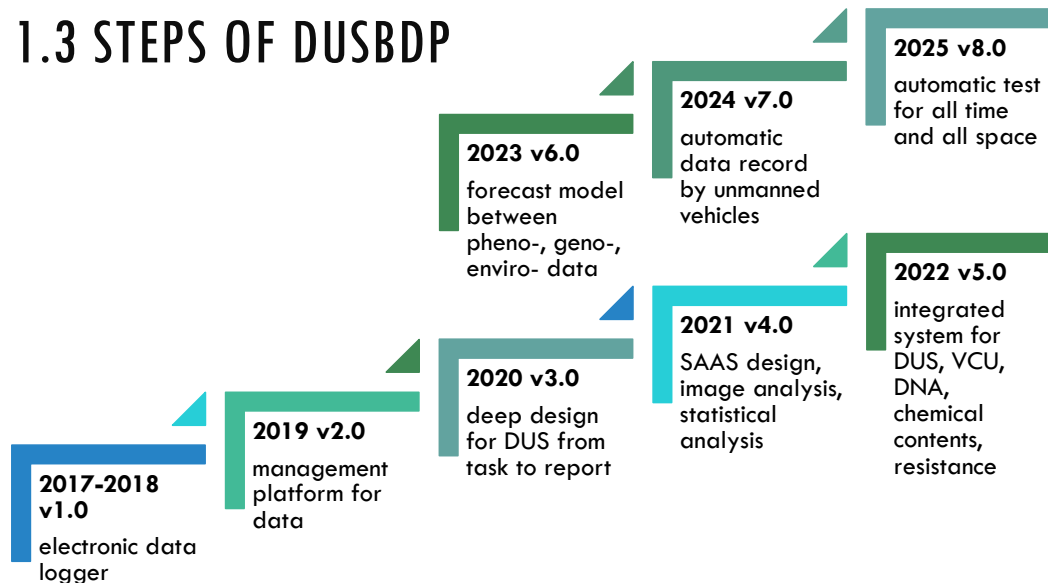 1.3 STEPS OF DUSBDP
2017-2018
v1.0
electronic data
logger
2019 v2.0
management
platform for
data
2020 v3.0
deep design
for DUS from
task to report
2021 v4.0
SAAS design,
image analysis,
statistical
analysis
2022 v5.0
integrated
system for
DUS, VCU,
DNA,
chemical
contents,
resistance
2023 v6.0
forecast model
between
pheno-, geno-,
enviro- data
2024 v7.0
automatic
data record
by unmanned
vehicles
2025 v8.0
automatic test
for all time
and all space